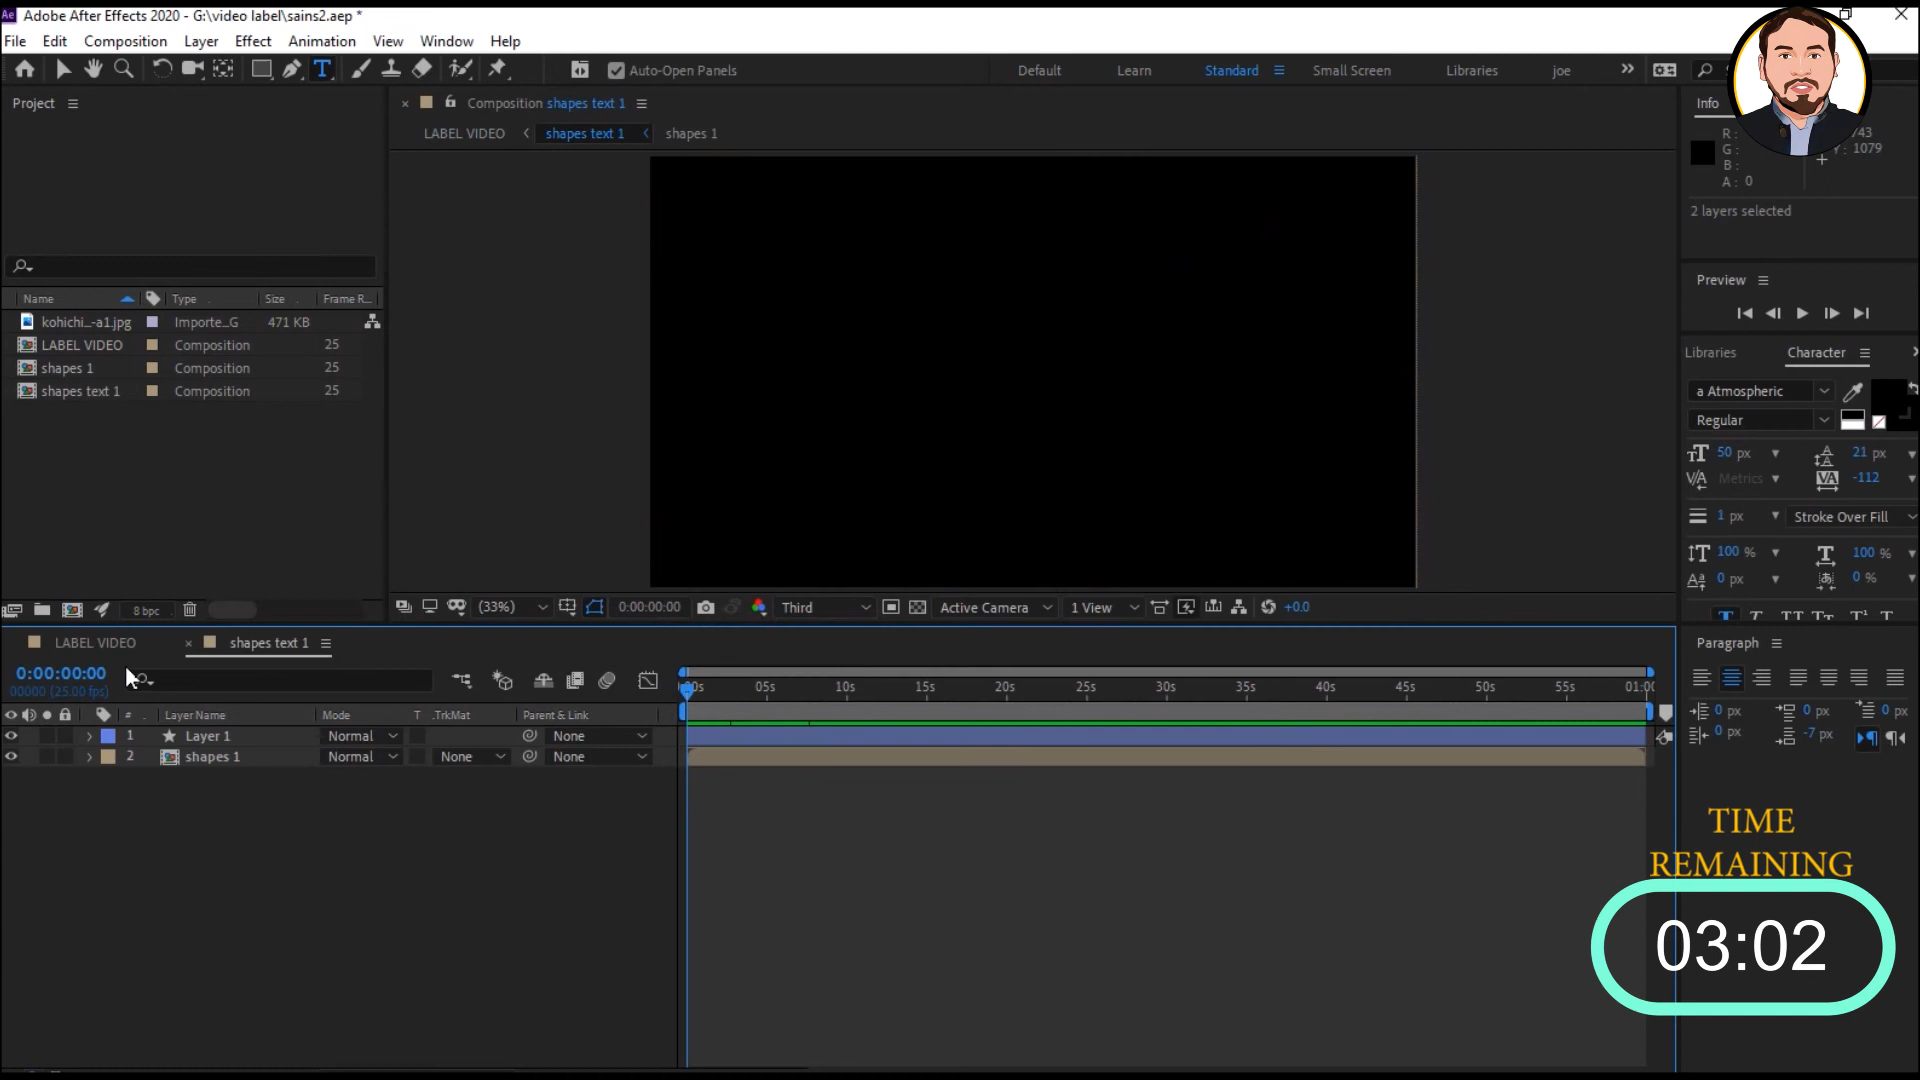 Adobe After Effects 2020 - G:\video label\sains2.aep *
File Edit Composition Layer Effect Animation View Window Help
Auto-Open Panels Default Learn Standard Small Screen Libraries joe
Project
Composition shapes text 1
LABEL VIDEO shapes text 1 shapes 1
Info
R:
G:
B:
A: 0
743
Y: 1079
2 layers selected
Name Type Size Frame R...
kohichi_-a1.jpg Importe_G 471 KB
LABEL VIDEO Composition 25
shapes 1 Composition 25
shapes text 1 Composition 25
8 bpc
(33%) 0:00:00:00 Third Active Camera 1 View +0.0
Preview
Libraries Character
a Atmospheric
Regular
50 px 21 px
Metrics -112
1 px Stroke Over Fill
100 % 100 %
0 px 0 %
Paragraph
0 px 0 px 0 px
0 px -7 px
LABEL VIDEO shapes text 1
0:00:00:00
00000 (25.00 fps)
:00s 05s 10s 15s 20s 25s 30s 35s 40s 45s 50s 55s 01:00
# Layer Name Mode T .TrkMat Parent & Link
1 Layer 1 Normal None
2 shapes 1 Normal None None
TIME
REMAINING
03:02